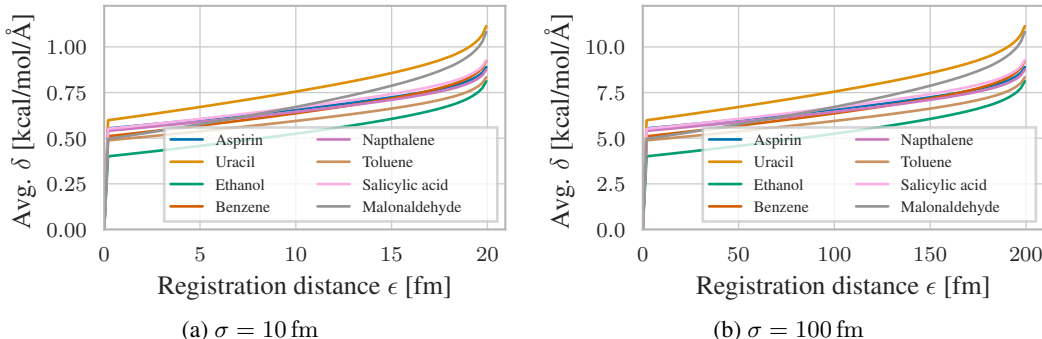 Avg. δ [kcal/mol/Å]
1.00
0.75
0.50
0.25
0.00
Aspirin
Uracil
Ethanol
Benzene
Napthalene
Toluene
Salicylic acid
Malonaldehyde
0 5 10 15 20
Registration distance ϵ [fm]
(a) σ = 10 fm
Avg. δ [kcal/mol/Å]
10.0
7.5
5.0
2.5
0.0
Aspirin
Uracil
Ethanol
Benzene
Napthalene
Toluene
Salicylic acid
Malonaldehyde
0 50 100 150 200
Registration distance ϵ [fm]
(b) σ = 100 fm